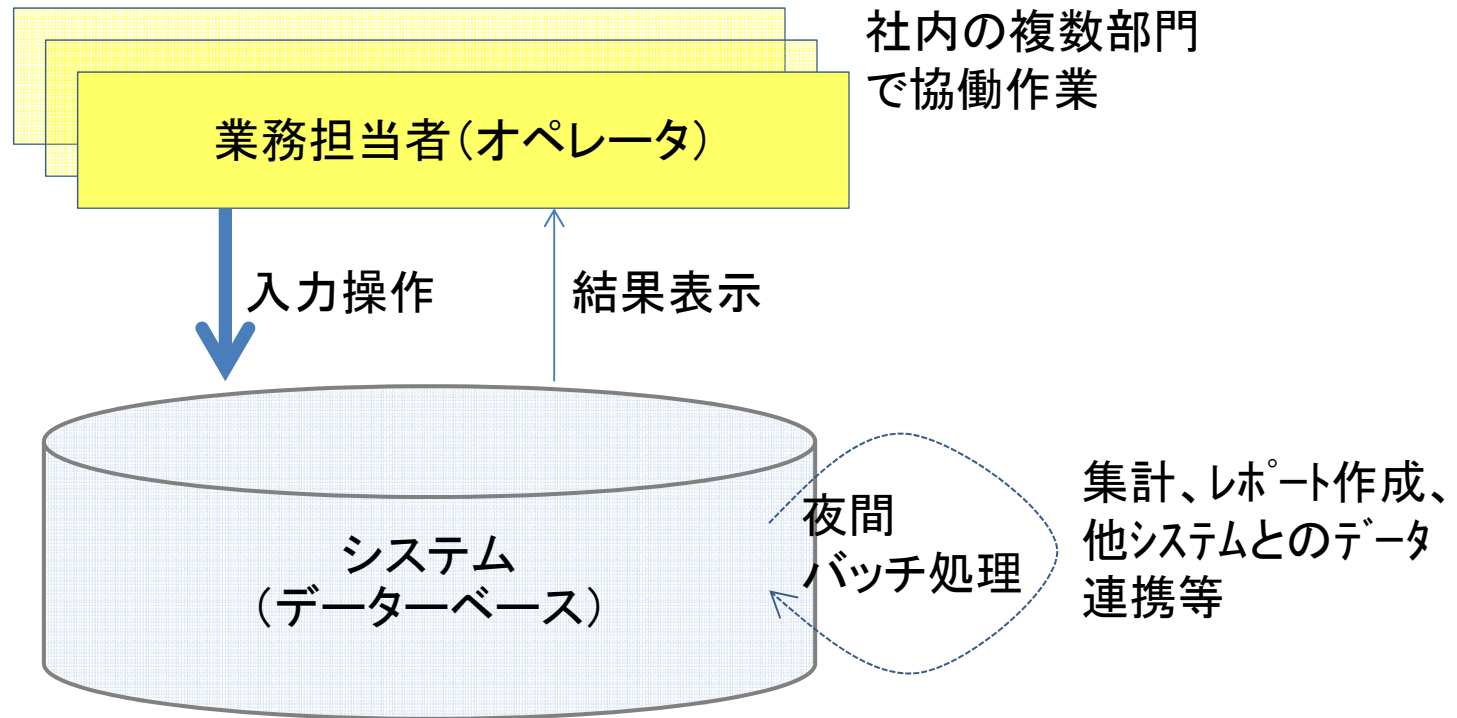 社内の複数部門
で協働作業
業務担当者（オペレータ）
入力操作
結果表示
システム
（データーベース）
夜間
バッチ処理
集計、ﾚﾎﾟｰﾄ作成、
他ｼｽﾃﾑとのﾃﾞｰﾀ
連携等